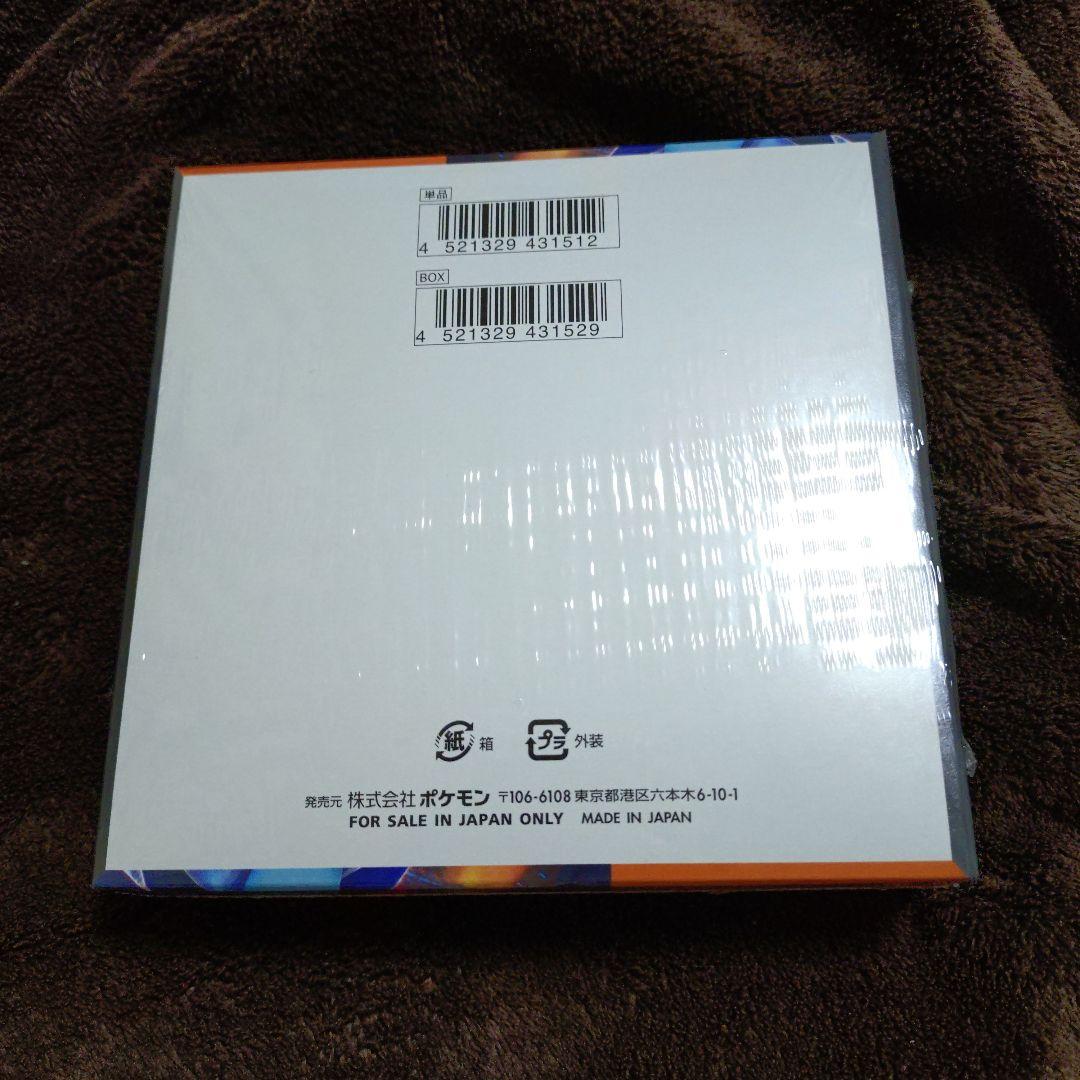 単品
4 521329 431512
BOX
4 521329 431529
紙 箱 プラ 外装
発売元 株式会社ポケモン 〒106-6108 東京都港区六本木6-10-1
FOR SALE IN JAPAN ONLY MADE IN JAPAN